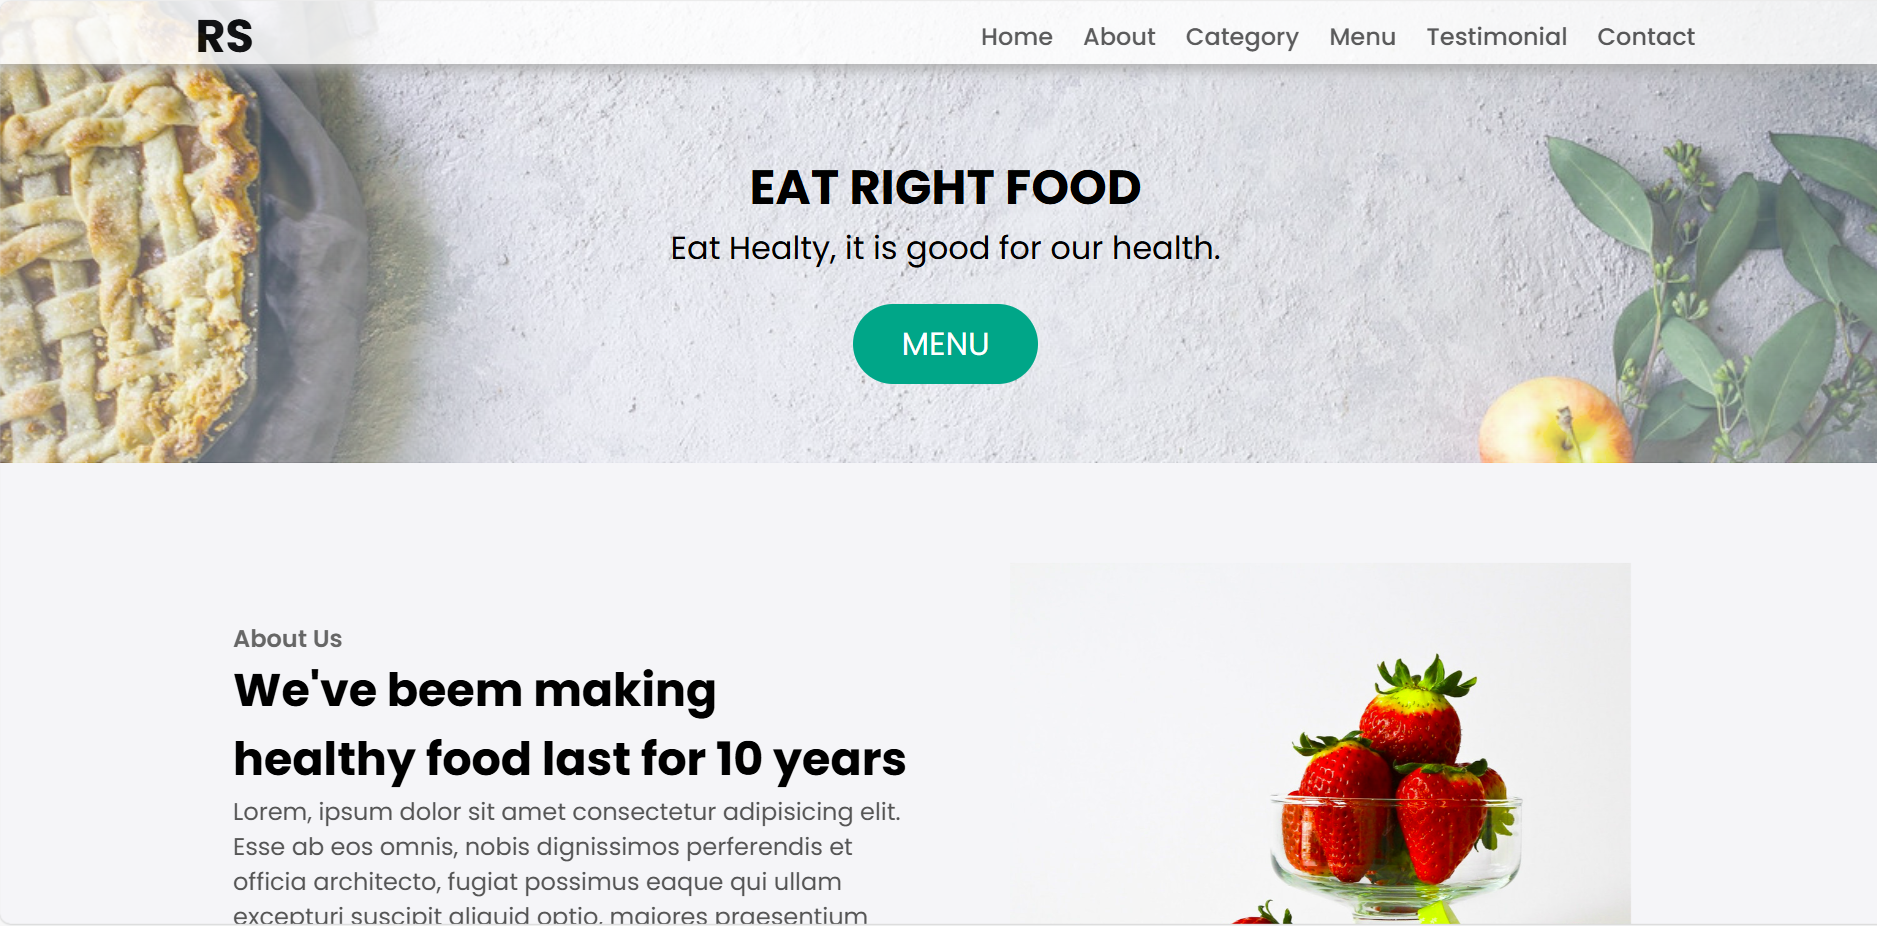 RS
Home About Category Menu Testimonial Contact
EAT RIGHT FOOD
Eat Healty, it is good for our health.
MENU
About Us
We've beem making
healthy food last for 10 years
Lorem, ipsum dolor sit amet consectetur adipisicing elit.
Esse ab eos omnis, nobis dignissimos perferendis et
officia architecto, fugiat possimus eaque qui ullam
excepturi suscipit aliquid optio, maiores praesentium